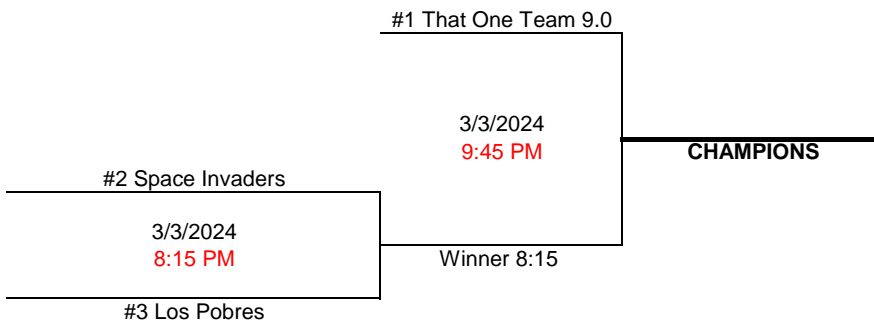 #1 That One Team 9.0
3/3/2024
9:45 PM
CHAMPIONS
#2 Space Invaders
3/3/2024
8:15 PM
Winner 8:15
#3 Los Pobres